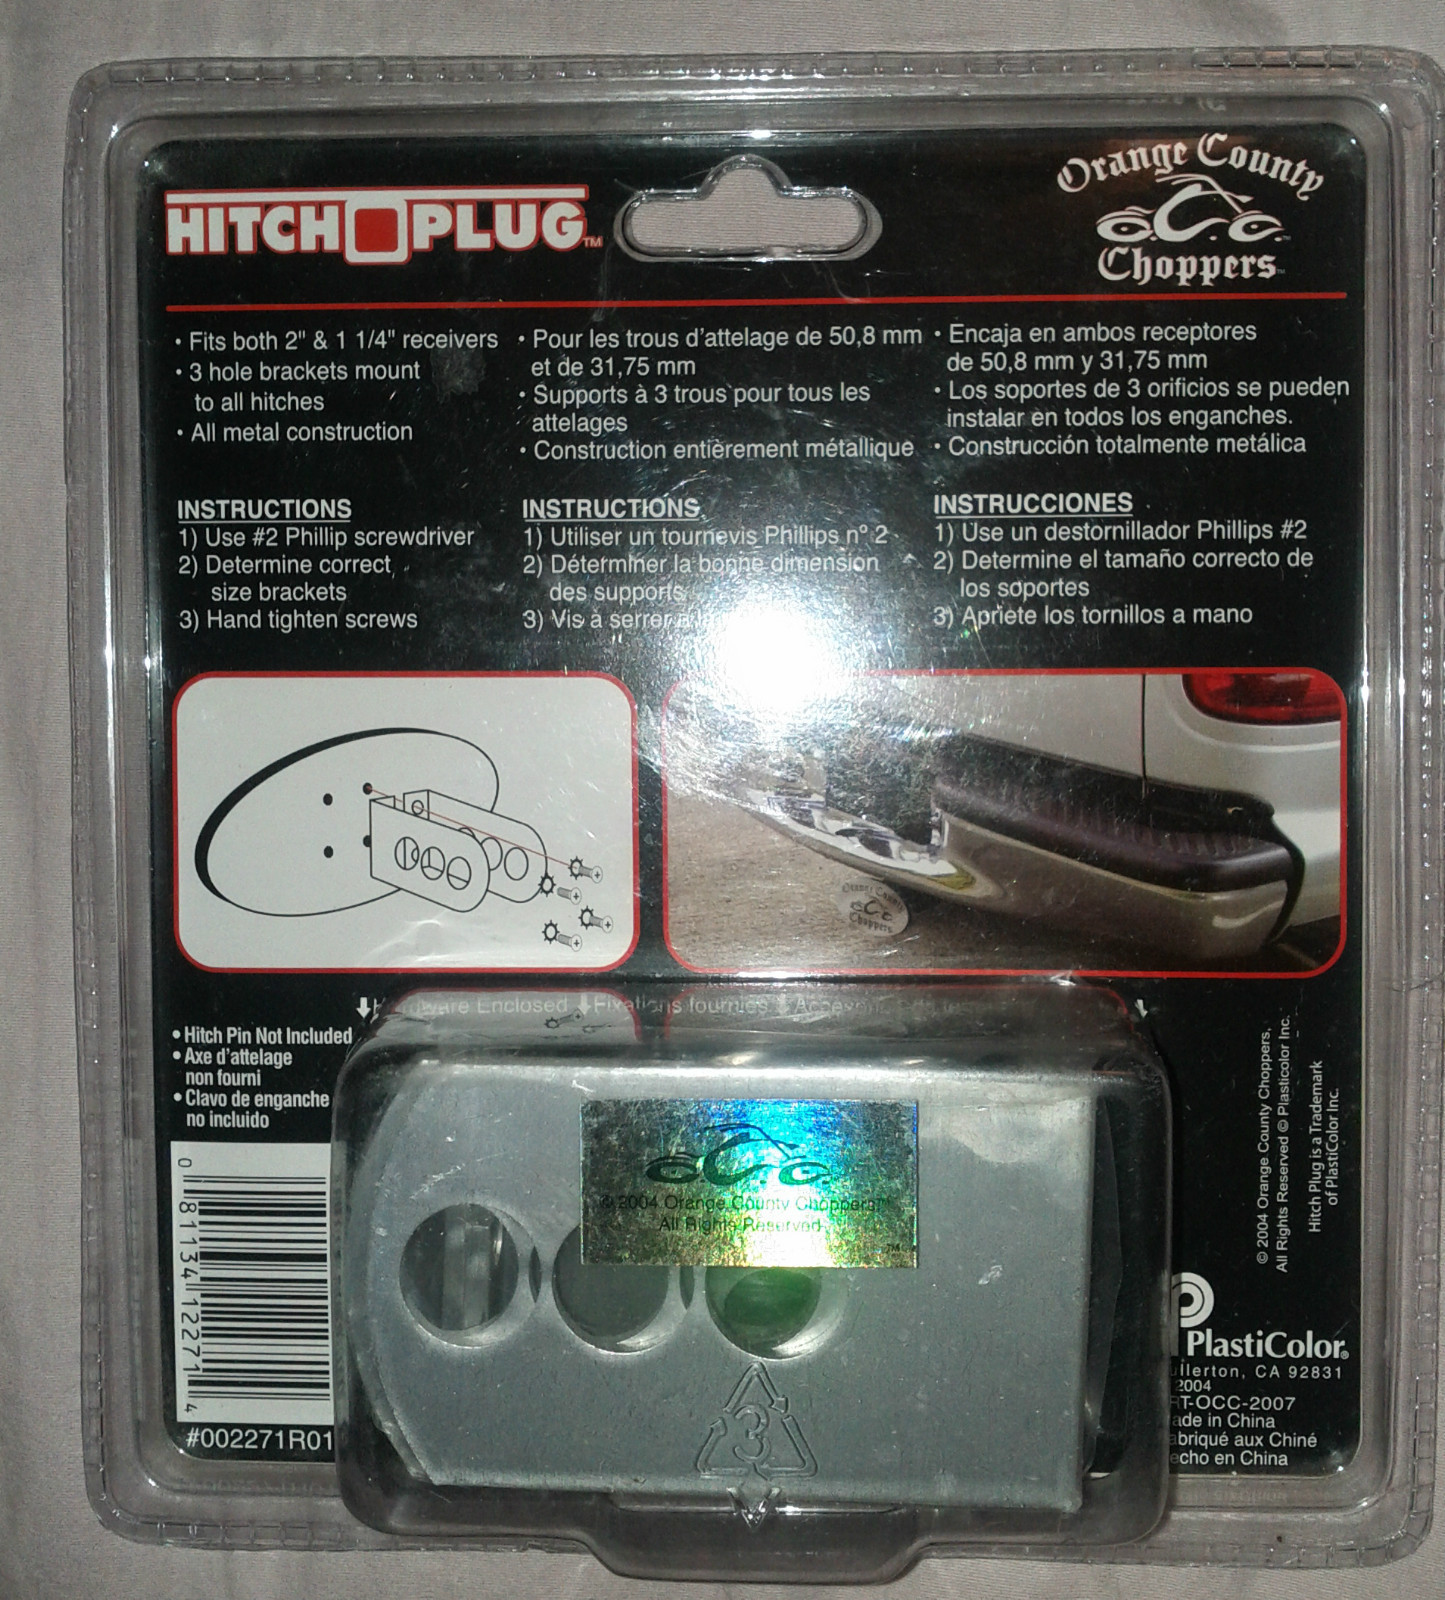 HITCH PLUG™
Orange County
O.C.C.™
Choppers™
• Fits both 2" & 1 1/4" receivers
• 3 hole brackets mount
to all hitches
• All metal construction
• Pour les trous d'attelage de 50,8 mm
et de 31,75 mm
• Supports à 3 trous pour tous les
attelages
• Construction entièrement métallique
• Encaja en ambos receptores
de 50,8 mm y 31,75 mm
• Los soportes de 3 orificios se pueden
instalar en todos los enganches.
• Construcción totalmente metálica
INSTRUCTIONS
1) Use #2 Phillip screwdriver
2) Determine correct
size brackets
3) Hand tighten screws
INSTRUCTIONS
1) Utiliser un tournevis Phillips nº 2
2) Déterminer la bonne dimension
des supports
3) Vis à serrer
INSTRUCCIONES
1) Use un destornillador Phillips #2
2) Determine el tamaño correcto de
los soportes
3) Apriete los tornillos a mano
Orange County
Choppers
Enclosed Fixations fournies
• Hitch Pin Not Included
• Axe d'attelage
non fourni
• Clavo de enganche
no incluido
0 81134 12271 4
#002271R01
O.C.C.
© 2004 Orange County Choppers™
All Rights Reserved
™
3
© 2004 Orange County Choppers,
All Rights Reserved © Plasticolor Inc.
Hitch Plug is a Trademark
of PlastiColor Inc.
PlastiColor®
ullerton, CA 92831
2004
RT-OCC-2007
ade in China
abriqué aux Chiné
echo en China